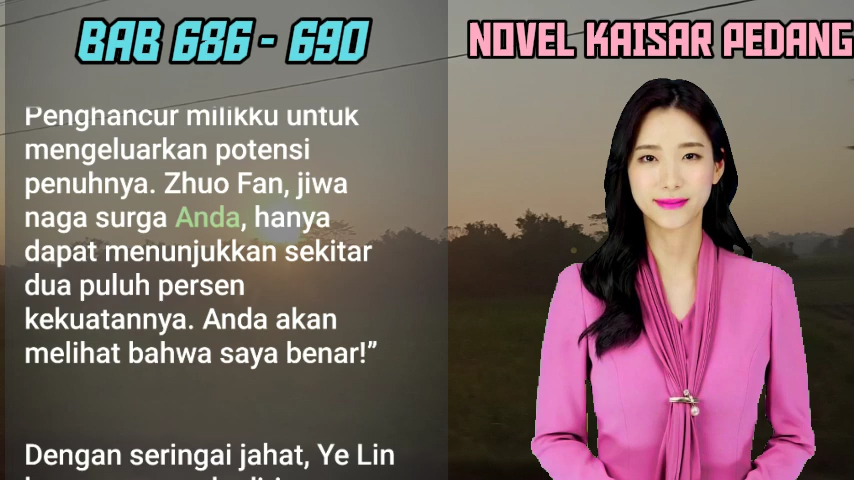 BAB 686 - 690
NOVEL KAISAR PEDANG
Penghancur milikku untuk
mengeluarkan potensi
penuhnya. Zhuo Fan, jiwa
naga surga Anda, hanya
dapat menunjukkan sekitar
dua puluh persen
kekuatannya. Anda akan
melihat bahwa saya benar!”
Dengan seringai jahat, Ye Lin